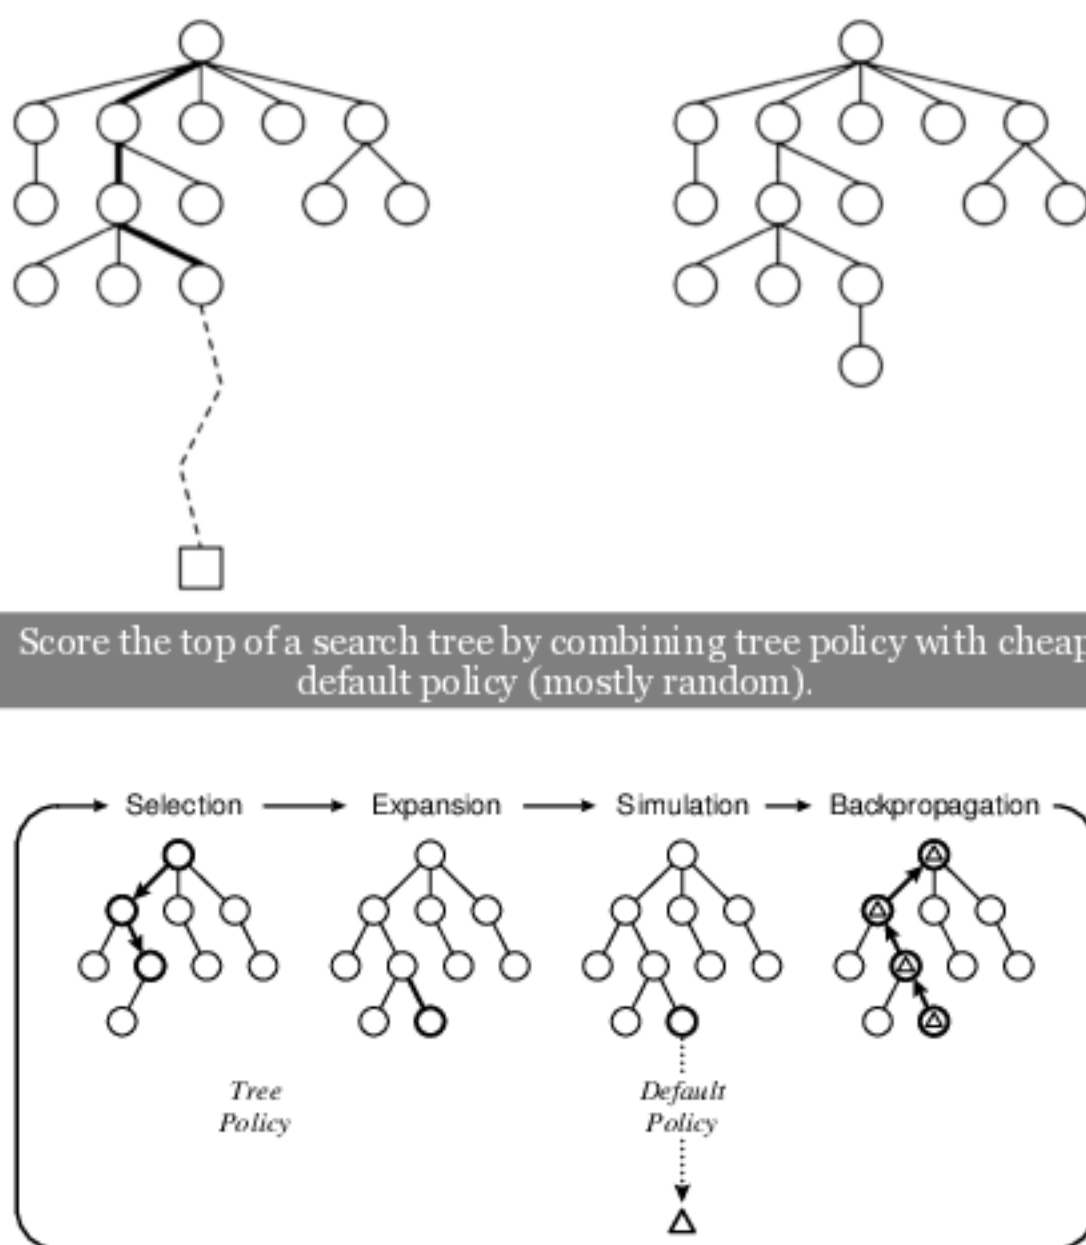 Score the top of a search tree by combining tree policy with cheap
default policy (mostly random).
Selection Expansion Simulation Backpropagation
Tree
Policy
Default
Policy